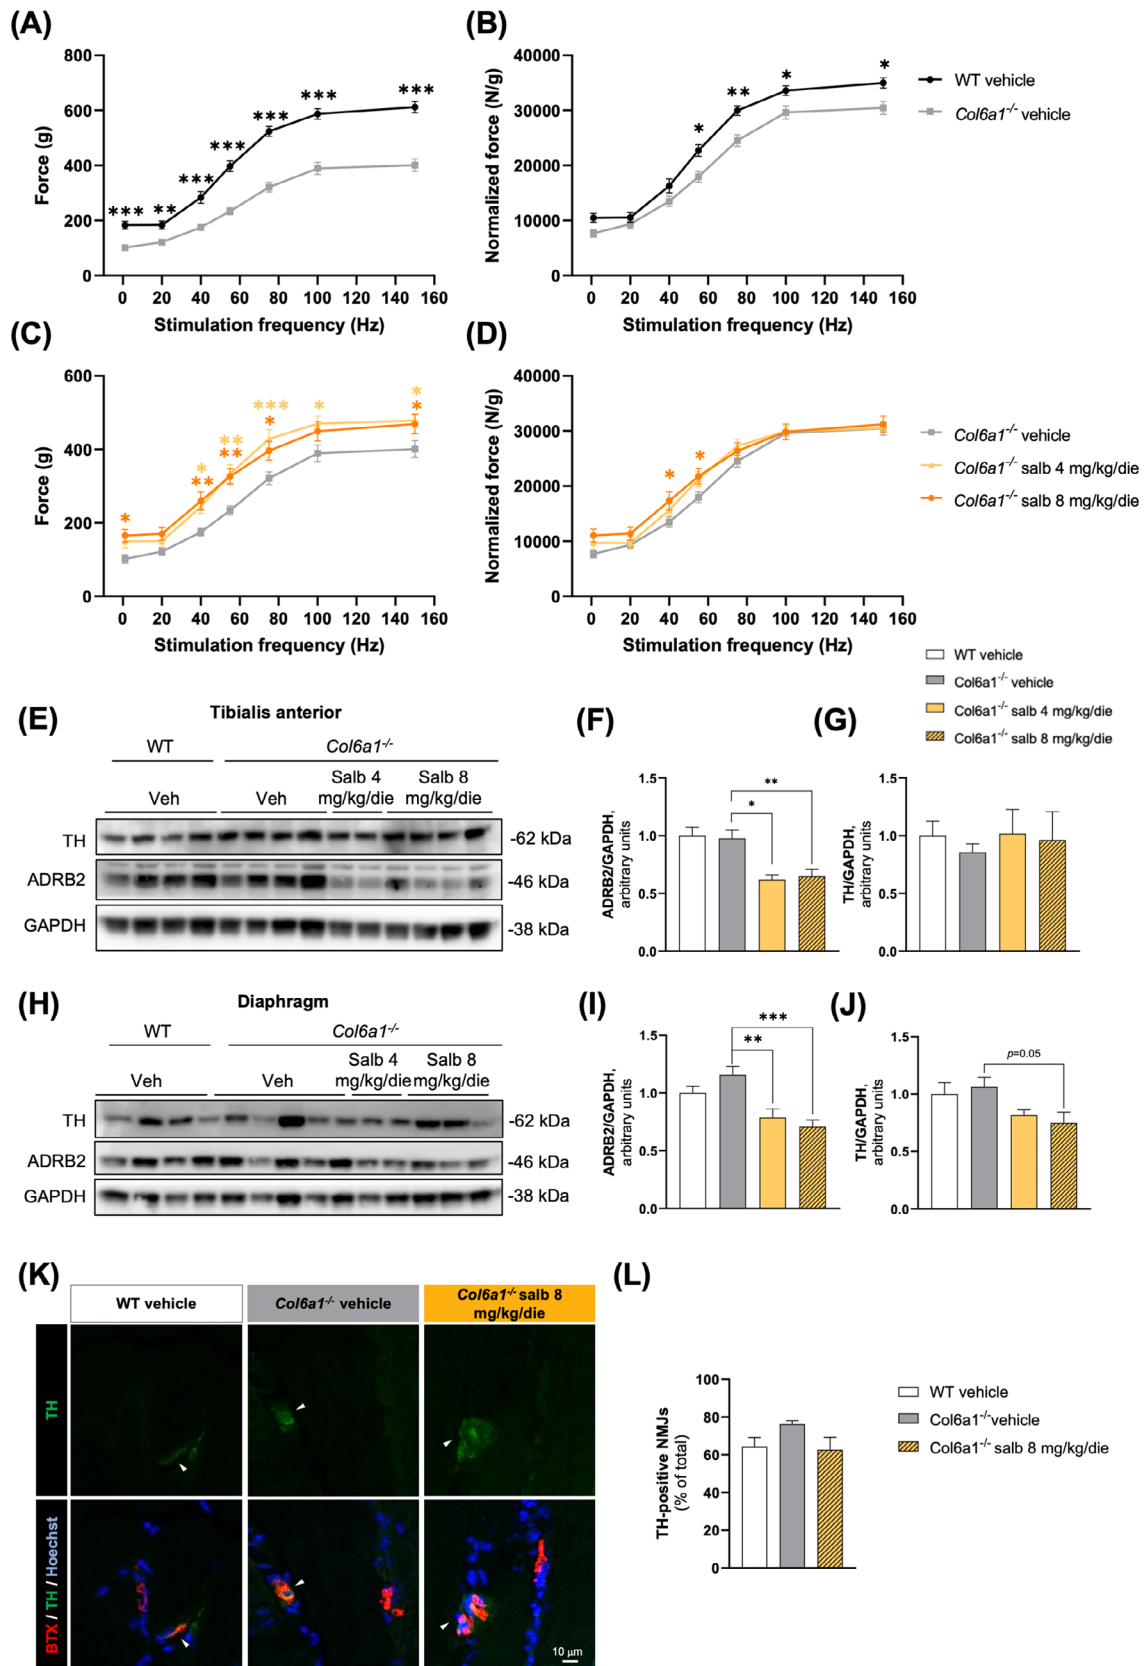 (A)
(B)
800
600
400
200
0
Force (g)
***
**
***
***
***
***
***
0 20 40 60 80 100 120 140 160
Stimulation frequency (Hz)
40000
30000
20000
10000
0
Normalized force (N/g)
*
**
*
*
0 20 40 60 80 100 120 140 160
Stimulation frequency (Hz)
WT vehicle
Col6a1-/- vehicle
(C)
(D)
600
400
200
0
Force (g)
*
*
**
**
**
***
*
*
*
*
0 20 40 60 80 100 120 140 160
Stimulation frequency (Hz)
40000
30000
20000
10000
0
Normalized force (N/g)
*
*
0 20 40 60 80 100 120 140 160
Stimulation frequency (Hz)
Col6a1-/- vehicle
Col6a1-/- salb 4 mg/kg/die
Col6a1-/- salb 8 mg/kg/die
WT vehicle
Col6a1-/- vehicle
Col6a1-/- salb 4 mg/kg/die
Col6a1-/- salb 8 mg/kg/die
(E)
Tibialis anterior
WT
Col6a1-/-
Veh
Veh
Salb 4
mg/kg/die
Salb 8
mg/kg/die
TH
-62 kDa
ADRB2
-46 kDa
GAPDH
-38 kDa
(F)
1.5
1.0
0.5
0.0
ADRB2/GAPDH,
arbitrary units
**
*
(G)
1.5
1.0
0.5
0.0
TH/GAPDH,
arbitrary units
(H)
Diaphragm
WT
Col6a1-/-
Veh
Veh
Salb 4
mg/kg/die
Salb 8
mg/kg/die
TH
-62 kDa
ADRB2
-46 kDa
GAPDH
-38 kDa
(I)
1.5
1.0
0.5
0.0
ADRB2/GAPDH,
arbitrary units
***
**
(J)
1.5
1.0
0.5
0.0
TH/GAPDH,
arbitrary units
p=0.05
(K)
WT vehicle
Col6a1-/- vehicle
Col6a1-/- salb 8
mg/kg/die
TH
BTX / TH / Hoechst
10 µm
(L)
100
80
60
40
20
0
TH-positive NMJs
(% of total)
WT vehicle
Col6a1-/-vehicle
Col6a1-/- salb 8 mg/kg/die